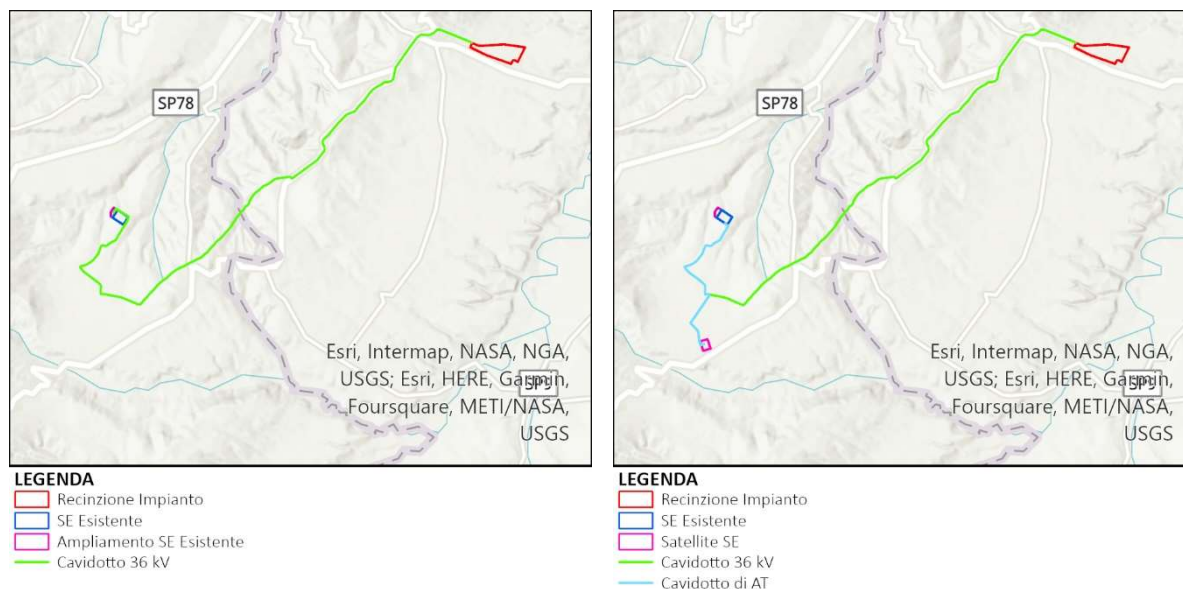 SP78
Esri, Intermap, NASA, NGA,
USGS; Esri, HERE, Garmin,
Foursquare, METI/NASA,
USGS
LEGENDA
Recinzione Impianto
SE Esistente
Ampliamento SE Esistente
Cavidotto 36 kV
SP78
Esri, Intermap, NASA, NGA,
USGS; Esri, HERE, Garmin,
Foursquare, METI/NASA,
USGS
LEGENDA
Recinzione Impianto
SE Esistente
Satellite SE
Cavidotto 36 kV
Cavidotto di AT